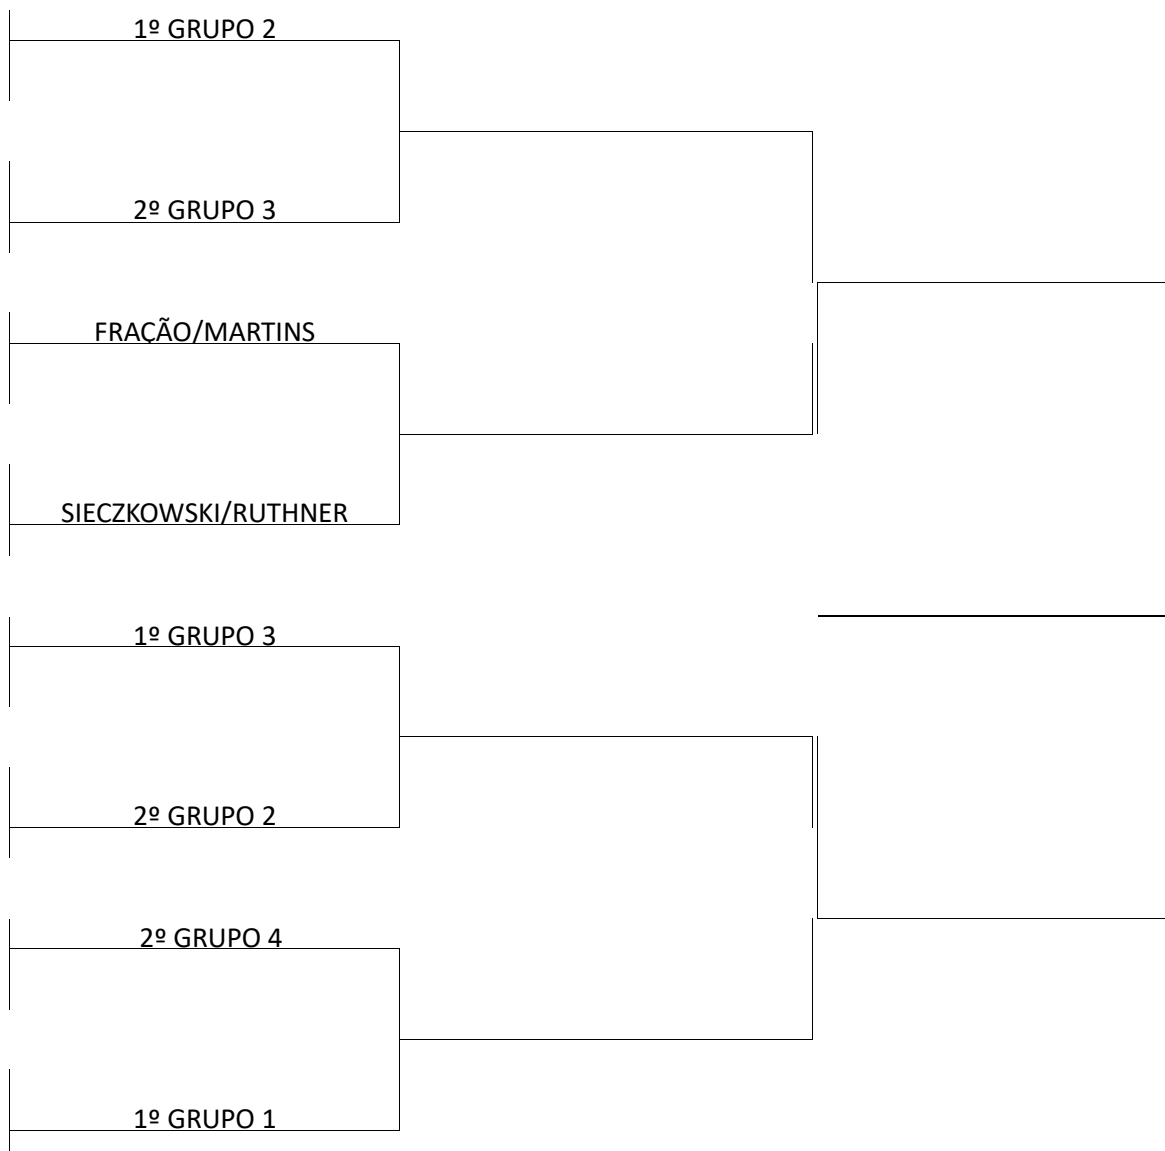 1º GRUPO 2
2º GRUPO 3
FRAÇÃO/MARTINS
SIECZKOWSKI/RUTHNER
1º GRUPO 3
2º GRUPO 2
2º GRUPO 4
1º GRUPO 1